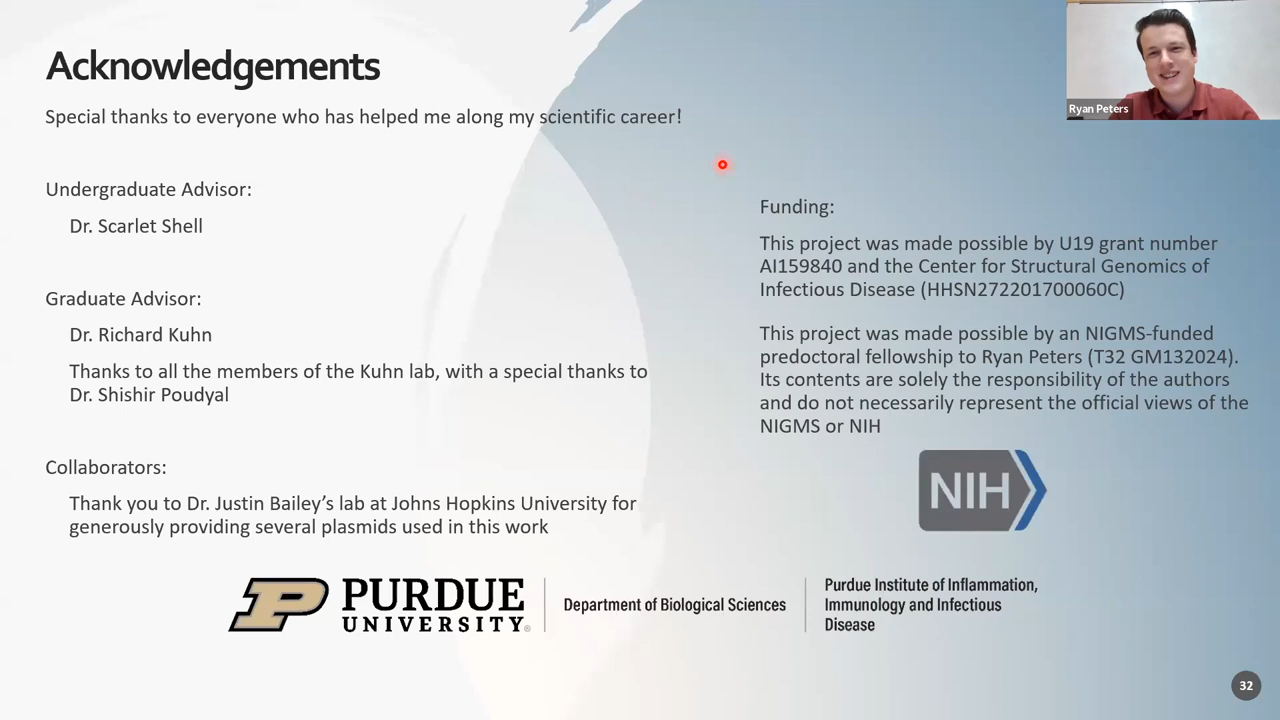 Acknowledgements
Special thanks to everyone who has helped me along my scientific career!
Undergraduate Advisor:
Dr. Scarlet Shell
Graduate Advisor:
Dr. Richard Kuhn
Thanks to all the members of the Kuhn lab, with a special thanks to
Dr. Shishir Poudyal
Collaborators:
Thank you to Dr. Justin Bailey’s lab at Johns Hopkins University for
generously providing several plasmids used in this work
Ryan Peters
Funding:
This project was made possible by U19 grant number
AI159840 and the Center for Structural Genomics of
Infectious Disease (HHSN272201700060C)
This project was made possible by an NIGMS-funded
predoctoral fellowship to Ryan Peters (T32 GM132024).
Its contents are solely the responsibility of the authors
and do not necessarily represent the official views of the
NIGMS or NIH
NIH
P PURDUE
UNIVERSITY®
Department of Biological Sciences
Purdue Institute of Inflammation,
Immunology and Infectious
Disease
32